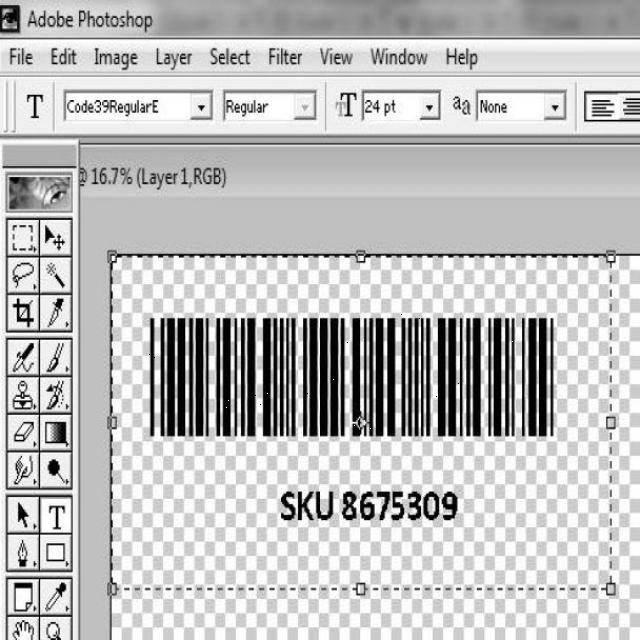 Adobe Photoshop
File Edit Image Layer Select Filter View Window Help
T Code39RegularE Regular T 24 pt aa None
@ 16.7% (Layer 1,RGB)
T
SKU 8675309